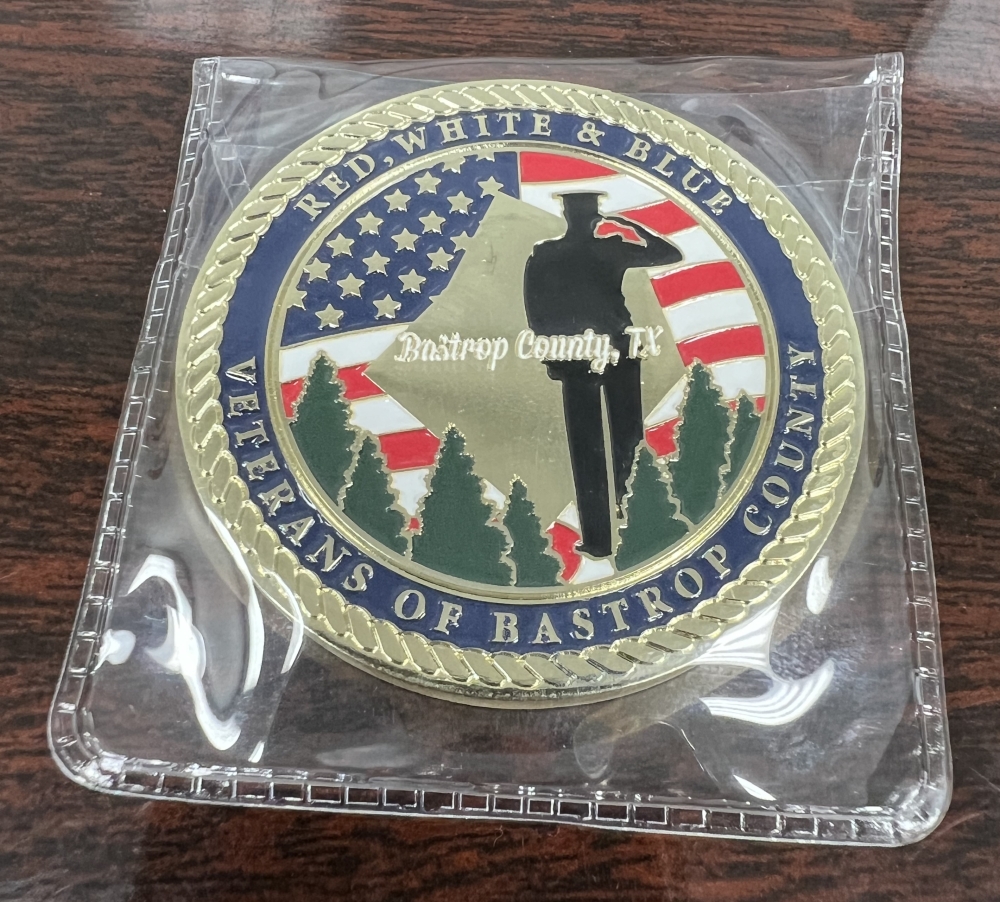 RED, WHITE & BLUE
Bastrop County, TX
VETERANS OF BASTROP COUNTY